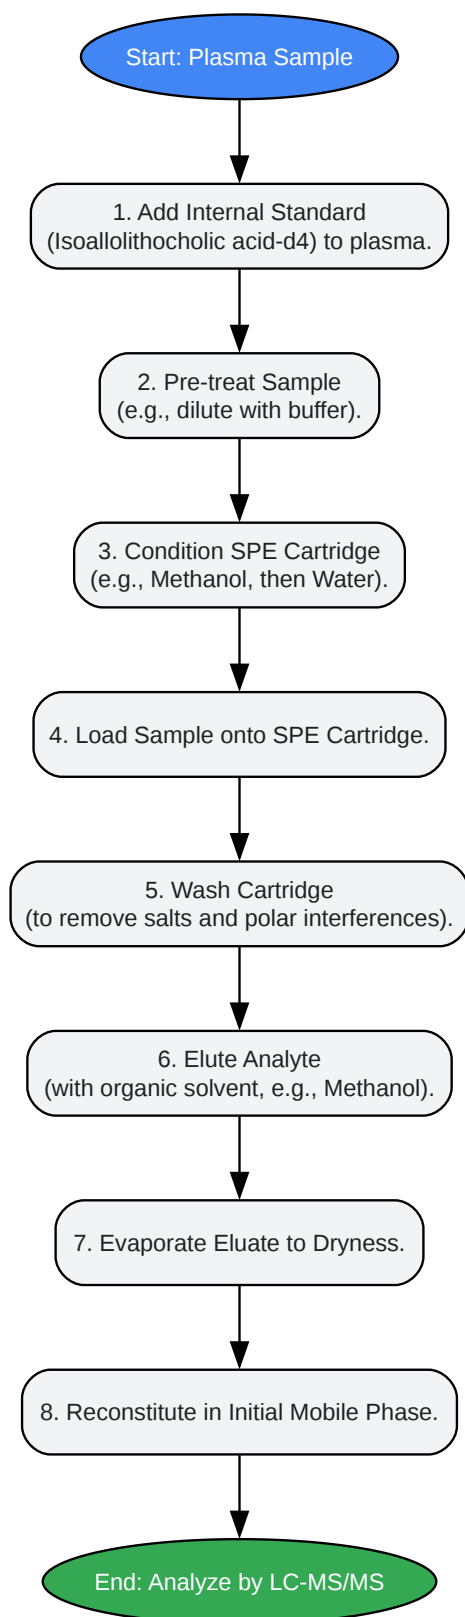 Start: Plasma Sample
1. Add Internal Standard
(Isoallolithocholic acid-d4) to plasma.
2. Pre-treat Sample
(e.g., dilute with buffer).
3. Condition SPE Cartridge
(e.g., Methanol, then Water).
4. Load Sample onto SPE Cartridge.
5. Wash Cartridge
(to remove salts and polar interferences).
6. Elute Analyte
(with organic solvent, e.g., Methanol).
7. Evaporate Eluate to Dryness.
8. Reconstitute in Initial Mobile Phase.
End: Analyze by LC-MS/MS